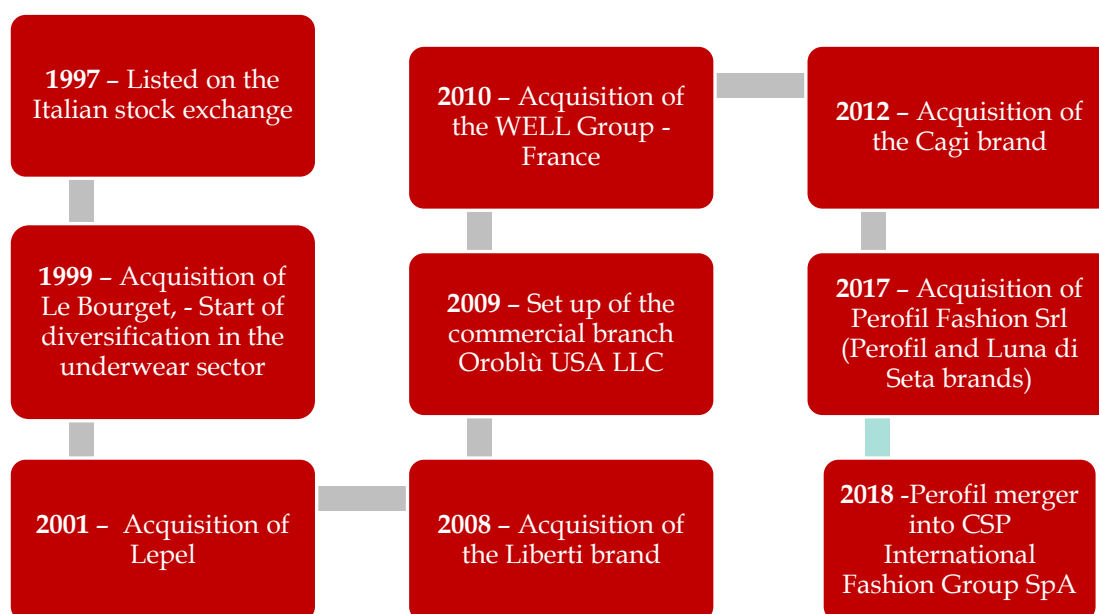 1997 – Listed on the
Italian stock exchange
1999 – Acquisition of
Le Bourget, - Start of
diversification in the
underwear sector
2001 – Acquisition of
Lepel
2008 – Acquisition of
the Liberti brand
2009 – Set up of the
commercial branch
Oroblù USA LLC
2010 – Acquisition of
the WELL Group -
France
2012 – Acquisition of
the Cagi brand
2017 – Acquisition of
Perofil Fashion Srl
(Perofil and Luna di
Seta brands)
2018 -Perofil merger
into CSP
International
Fashion Group SpA